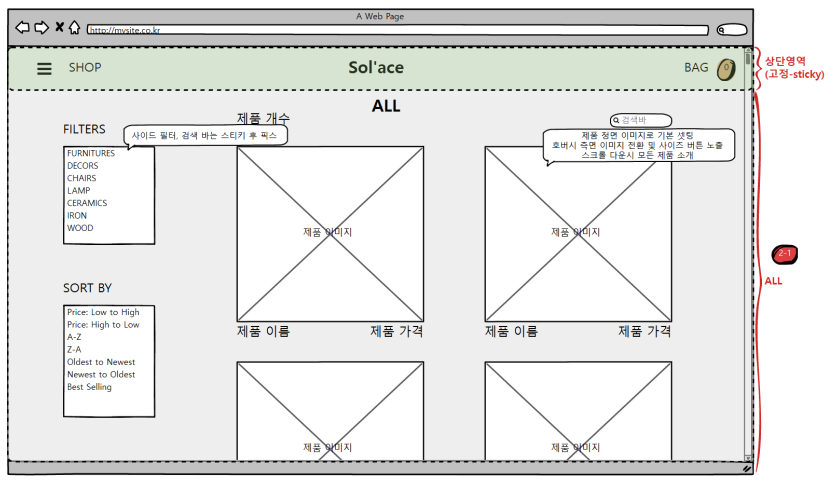 A Web Page
http://mysite.co.kr
SHOP
Sol'ace
BAG
0
상단영역
(고정-sticky)
ALL
제품 개수
검색바
FILTERS
사이드 필터, 검색 바는 스티키 후 픽스
제품 정면 이미지로 기본 셋팅
호버시 측면 이미지 전환 및 사이즈 버튼 노출
스크롤 다운시 모든 제품 소개
FURNITURES
DECORS
CHAIRS
LAMP
CERAMICS
IRON
WOOD
제품 이미지
제품 이미지
2-1
ALL
SORT BY
Price: Low to High
Price: High to Low
A-Z
Z-A
Oldest to Newest
Newest to Oldest
Best Selling
제품 이름
제품 가격
제품 이름
제품 가격
제품 이미지
제품 이미지